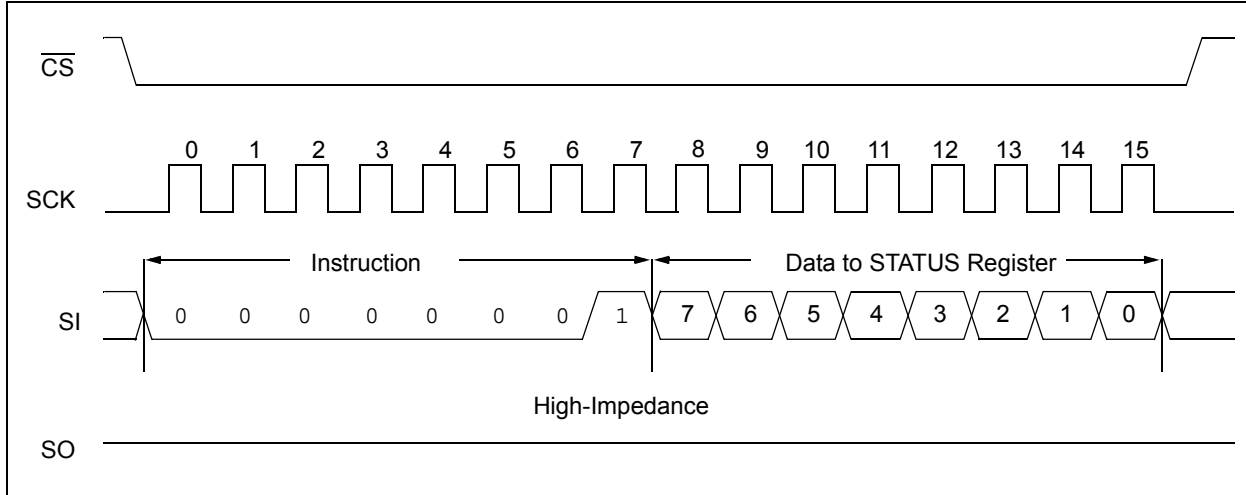 CS
0 1 2 3 4 5 6 7 8 9 10 11 12 13 14 15
SCK
Instruction Data to STATUS Register
SI 0 0 0 0 0 0 0 1 7 6 5 4 3 2 1 0
High-Impedance
SO